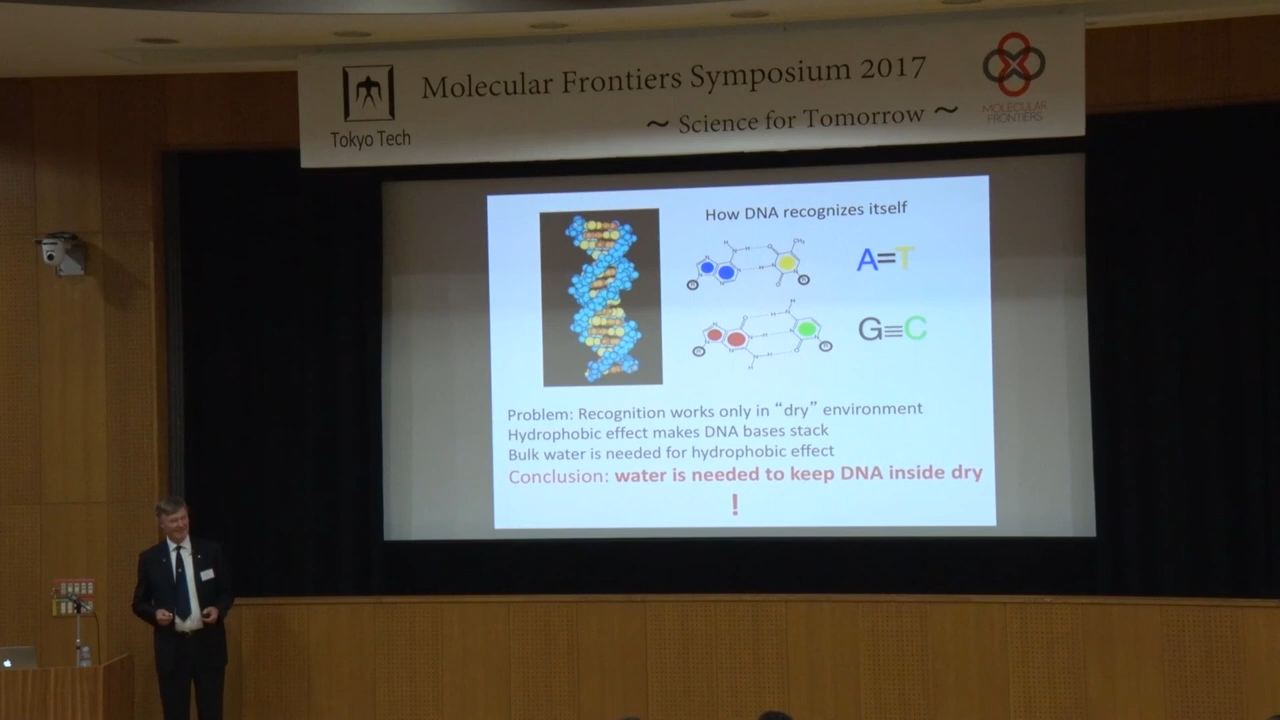 Molecular Frontiers Symposium 2017
~ Science for Tomorrow ~
Tokyo Tech
MOLECULAR
FRONTIERS
How DNA recognizes itself
A=T
G≡C
Problem: Recognition works only in “dry” environment
Hydrophobic effect makes DNA bases stack
Bulk water is needed for hydrophobic effect
Conclusion: water is needed to keep DNA inside dry
!